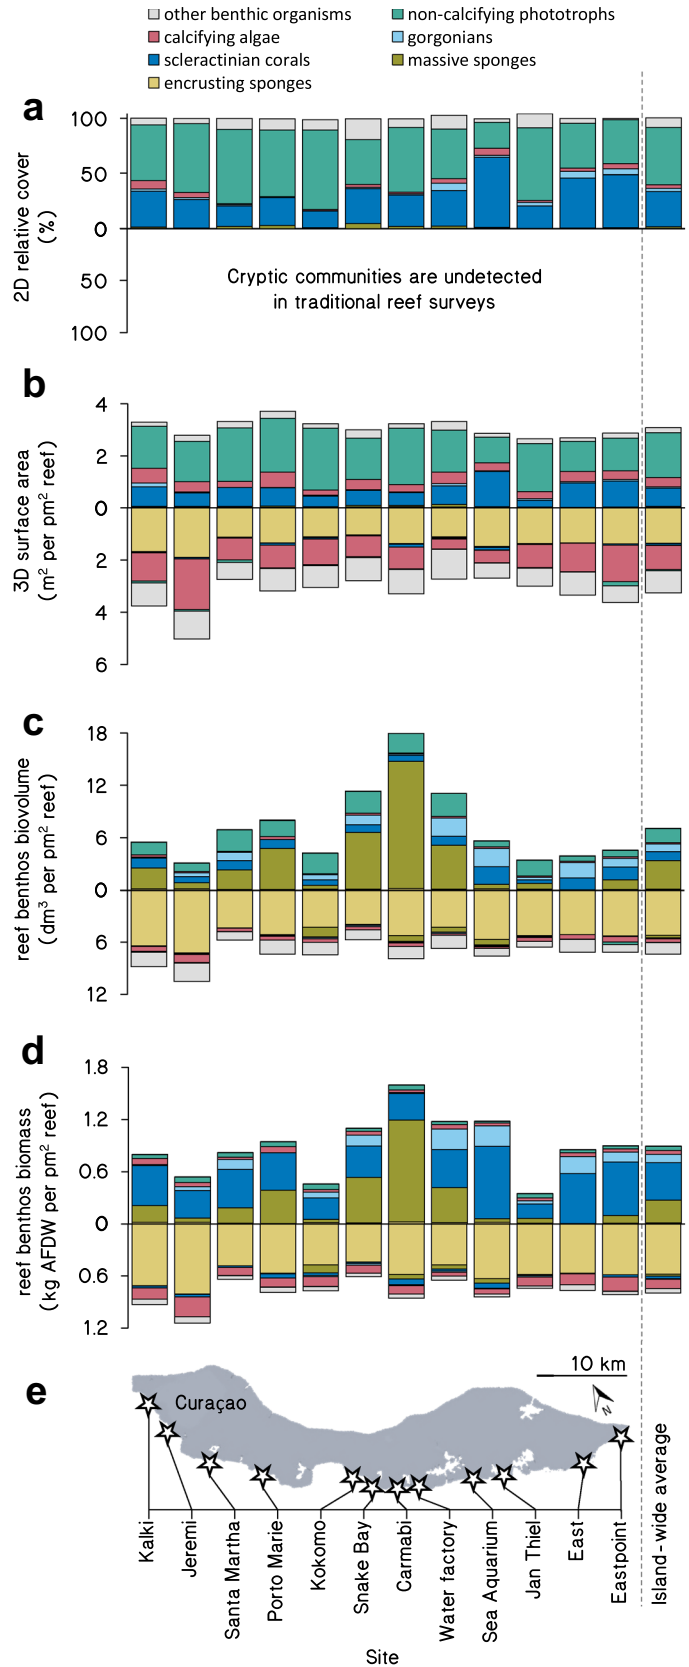 other benthic organisms
non-calcifying phototrophs
calcifying algae
gorgonians
scleractinian corals
massive sponges
encrusting sponges
a
2D relative cover
(%)
100
50
0
50
100
Cryptic communities are undetected
in traditional reef surveys
b
3D surface area
(m² per pm² reef)
4
2
0
2
4
6
c
reef benthos biovolume
(dm³ per pm² reef)
18
12
6
0
6
12
d
reef benthos biomass
(kg AFDW per pm² reef)
1.8
1.2
0.6
0
0.6
1.2
e
10 km
N
Curaçao
Kalki
Jeremi
Santa Martha
Porto Marie
Kokomo
Snake Bay
Carmabi
Water factory
Sea Aquarium
Jan Thiel
East
Eastpoint
Island-wide average
Site